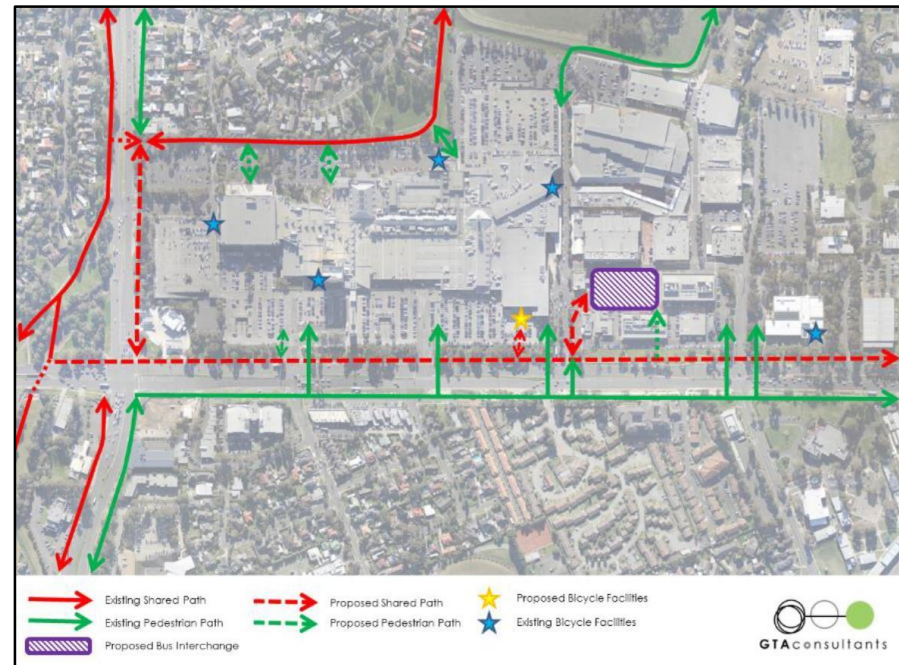 Existing Shared Path
Proposed Shared Path
Proposed Bicycle Facilities
Existing Pedestrian Path
Proposed Pedestrian Path
Existing Bicycle Facilities
Proposed Bus Interchange
GTAconsultants